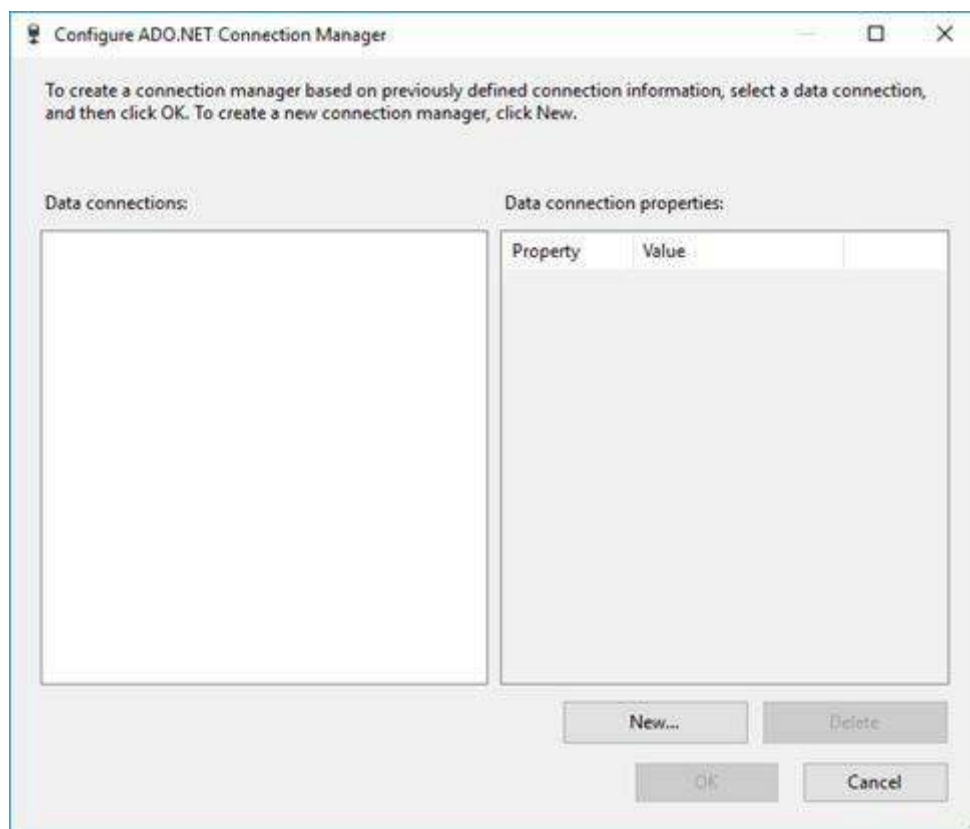 Configure ADO.NET Connection Manager
To create a connection manager based on previously defined connection information, select a data connection,
and then click OK. To create a new connection manager, click New.
Data connections:
Data connection properties:
Property
Value
New...
Delete
OK
Cancel